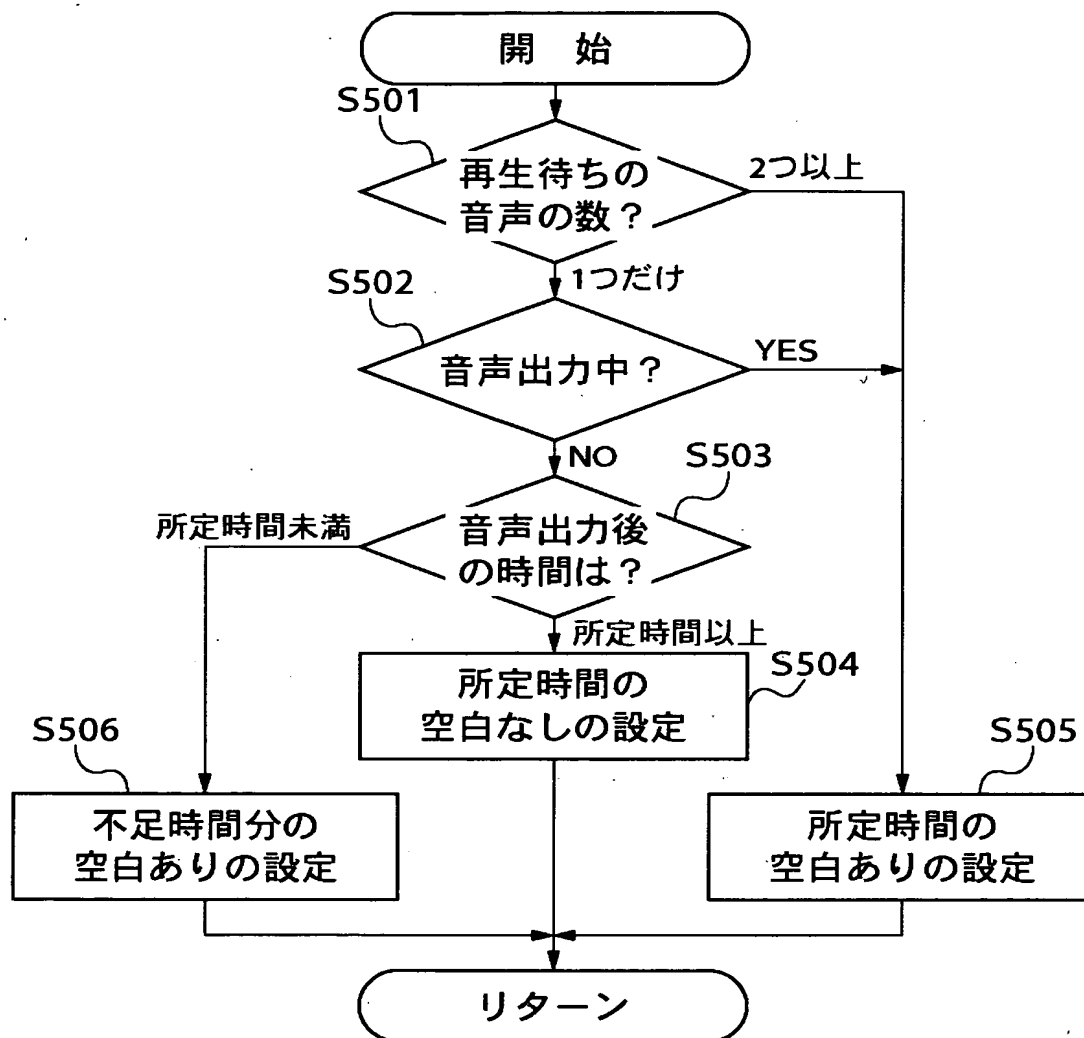 開 始
S501
再生待ちの
音声の数？
2つ以上
1つだけ
S502
音声出力中？
YES
NO
S503
音声出力後
の時間は？
所定時間未満
所定時間以上
S504
所定時間の
空白なしの設定
S506
不足時間分の
空白ありの設定
S505
所定時間の
空白ありの設定
リターン